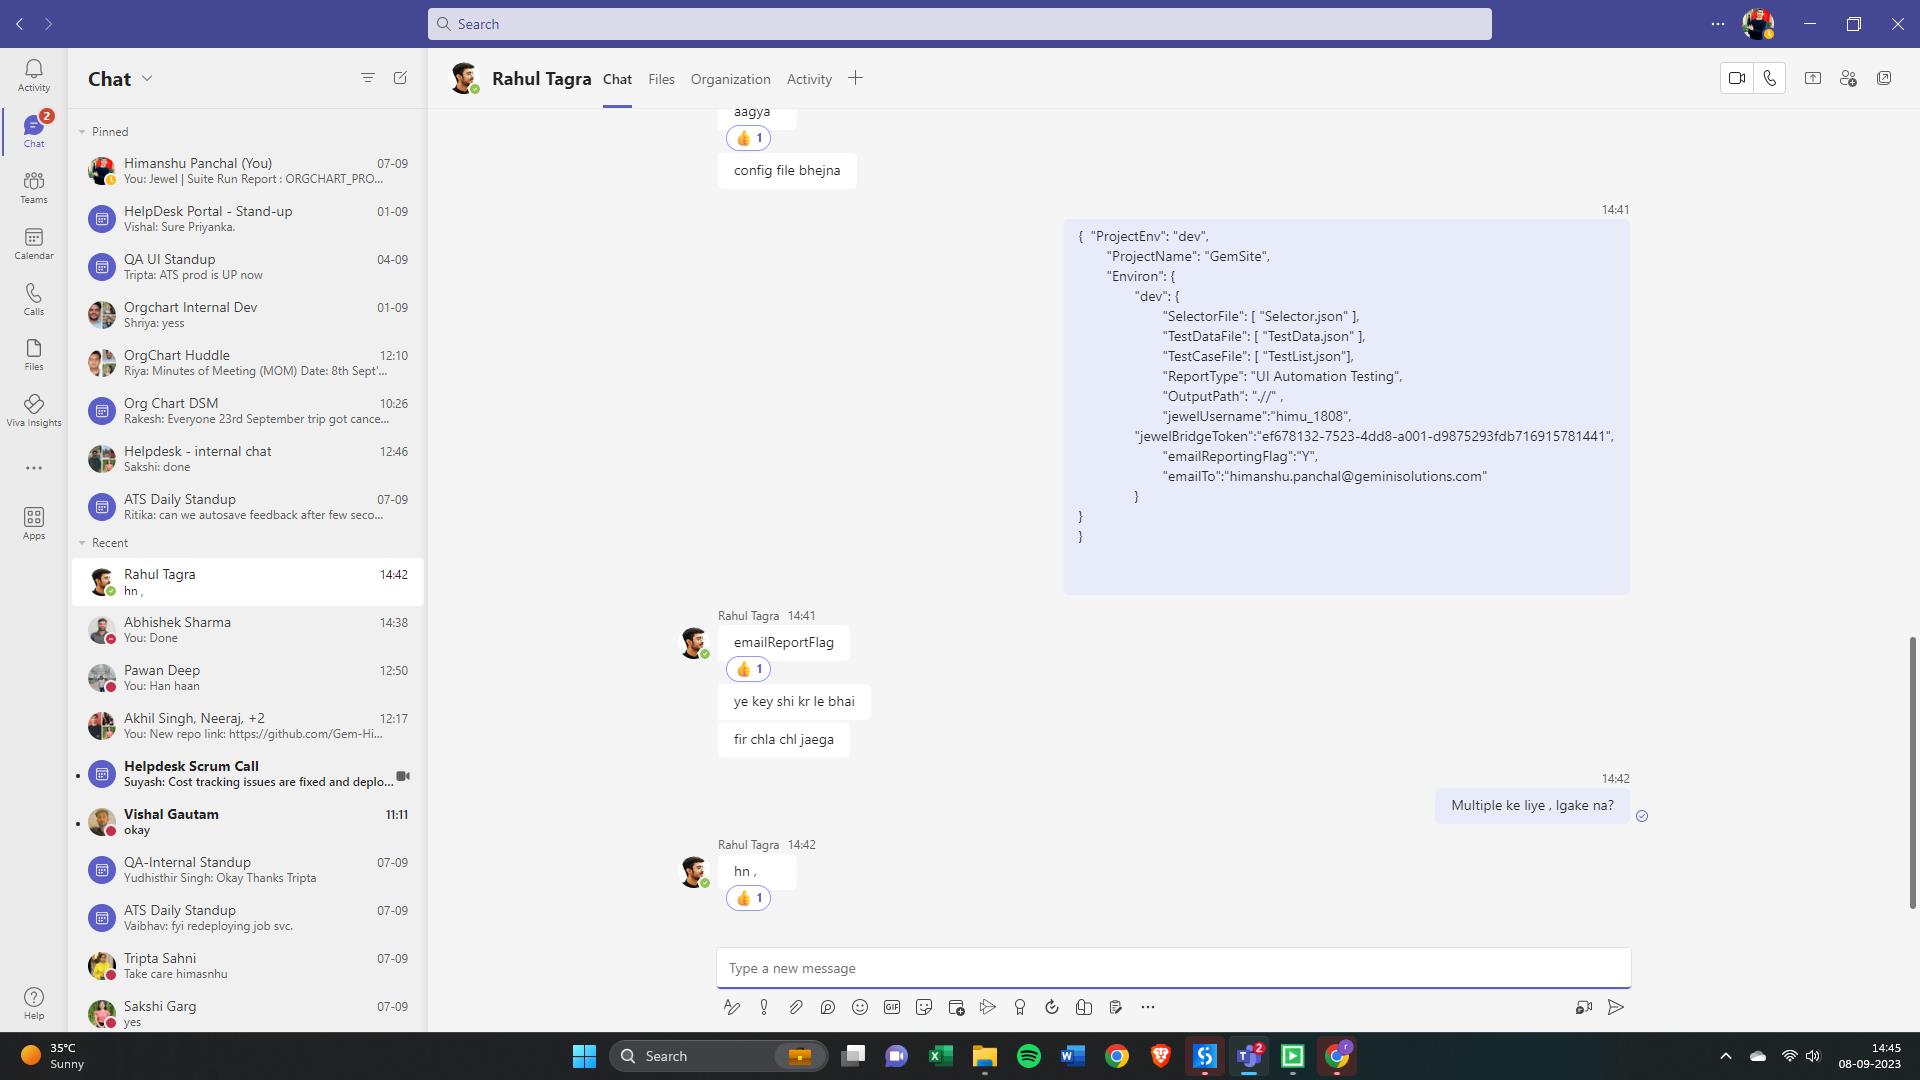 Search
Activity
Chat
2
Teams
Calendar
Calls
Files
Viva Insights
Apps
Help
Chat
Pinned
Himanshu Panchal (You) 07-09
You: Jewel | Suite Run Report : ORGCHART_PRO...
HelpDesk Portal - Stand-up 01-09
Vishal: Sure Priyanka.
QA UI Standup 04-09
Tripta: ATS prod is UP now
Orgchart Internal Dev 01-09
Shriya: yess
OrgChart Huddle 12:10
Riya: Minutes of Meeting (MOM) Date: 8th Sept'...
Org Chart DSM 10:26
Rakesh: Everyone 23rd September trip got cance...
Helpdesk - internal chat 12:46
Sakshi: done
ATS Daily Standup 07-09
Ritika: can we autosave feedback after few seco...
Recent
Rahul Tagra 14:42
hn ,
Abhishek Sharma 14:38
You: Done
Pawan Deep 12:50
You: Han haan
Akhil Singh, Neeraj, +2 12:17
You: New repo link: https://github.com/Gem-Hi...
Helpdesk Scrum Call
Suyash: Cost tracking issues are fixed and deplo...
Vishal Gautam 11:11
okay
QA-Internal Standup 07-09
Yudhisthir Singh: Okay Thanks Tripta
ATS Daily Standup 07-09
Vaibhav: fyi redeploying job svc.
Tripta Sahni 07-09
Take care himasnhu
Sakshi Garg 07-09
yes
Rahul Tagra Chat Files Organization Activity
aagya
1
config file bhejna
14:41
{ "ProjectEnv": "dev",
"ProjectName": "GemSite",
"Environ": {
"dev": {
"SelectorFile": [ "Selector.json" ],
"TestDataFile": [ "TestData.json" ],
"TestCaseFile": [ "TestList.json"],
"ReportType": "UI Automation Testing",
"OutputPath": ".//" ,
"jewelUsername":"himu_1808",
"jewelBridgeToken":"ef678132-7523-4dd8-a001-d9875293fdb716915781441",
"emailReportingFlag":"Y",
"emailTo":"himanshu.panchal@geminisolutions.com"
}
}
}
Rahul Tagra 14:41
emailReportFlag
1
ye key shi kr le bhai
fir chla chl jaega
14:42
Multiple ke liye , lgake na?
Rahul Tagra 14:42
hn ,
1
Type a new message
GIF
35°C
Sunny
Search
2
r
14:45
08-09-2023